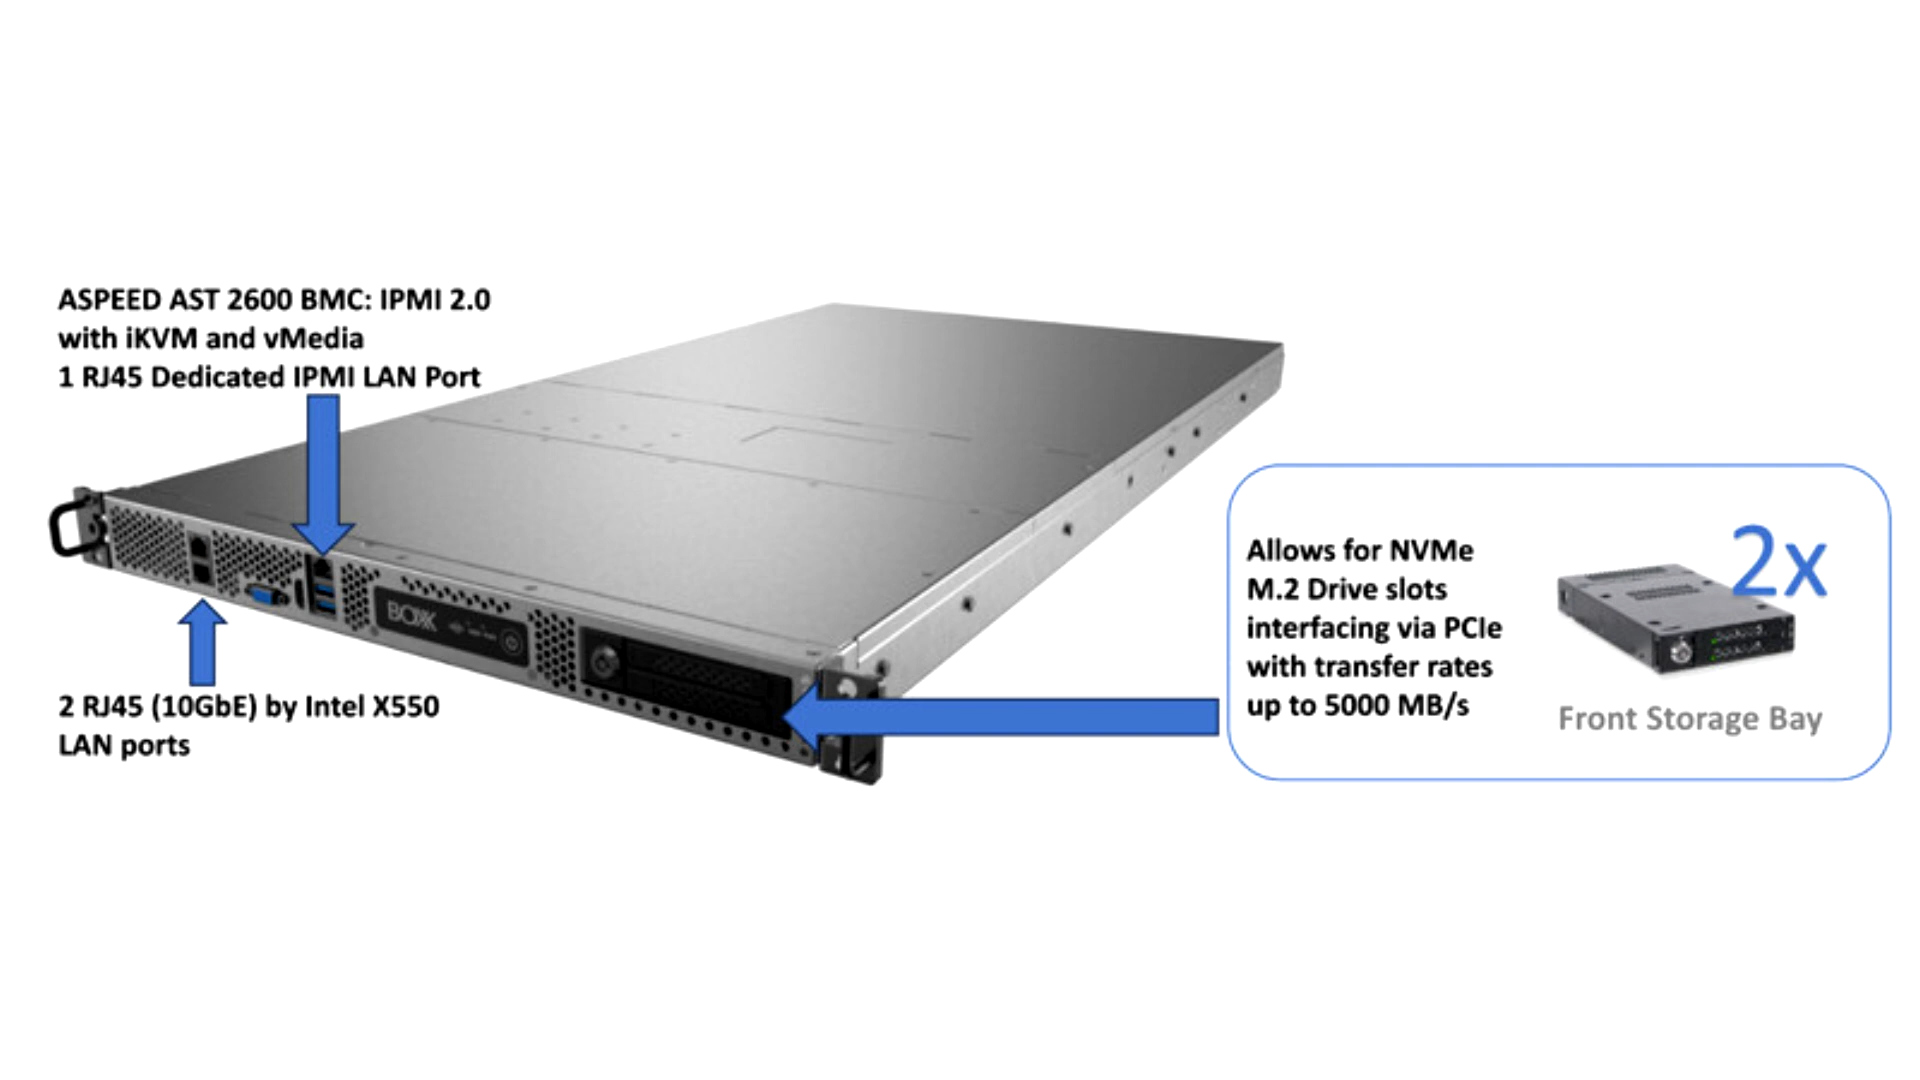 ASPEED AST 2600 BMC: IPMI 2.0
with iKVM and vMedia
1 RJ45 Dedicated IPMI LAN Port
BOXX
2 RJ45 (10GbE) by Intel X550
LAN ports
Allows for NVMe
M.2 Drive slots
interfacing via PCIe
with transfer rates
up to 5000 MB/s
2x
Front Storage Bay